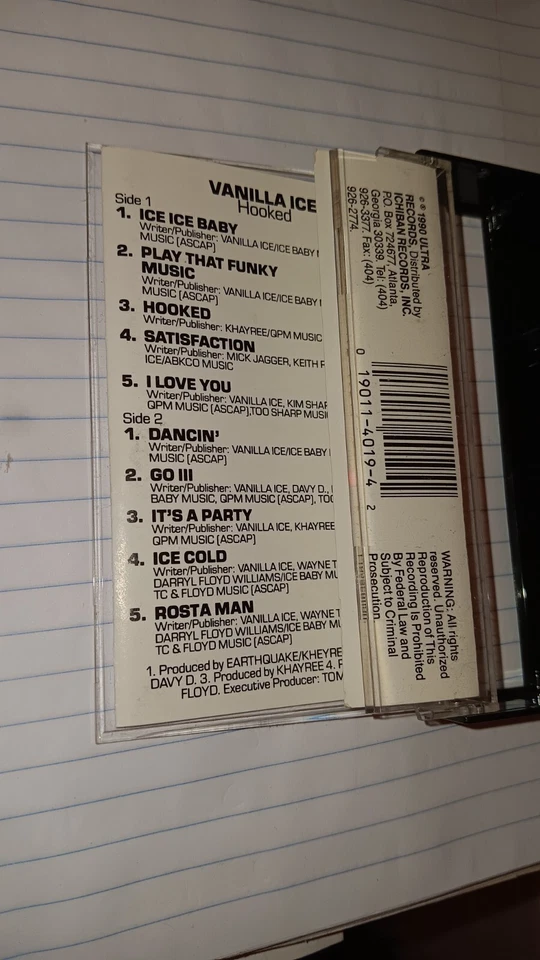 VANILLA ICE
Hooked
Side 1
1. ICE ICE BABY
Writer/Publisher: VANILLA ICE/ICE BABY
MUSIC (ASCAP)
2. PLAY THAT FUNKY
MUSIC
Writer/Publisher: VANILLA ICE/ICE BABY
MUSIC (ASCAP)
3. HOOKED
Writer/Publisher: KHAYREE/QPM MUSIC
4. SATISFACTION
Writer/Publisher: MICK JAGGER, KEITH
ICE/ABKCO MUSIC
5. I LOVE YOU
Writer/Publisher: VANILLA ICE, KIM SHAR
QPM MUSIC (ASCAP),TOO SHARP MUSI
Side 2
1. DANCIN'
Writer/Publisher: VANILLA ICE/ICE BABY
MUSIC (ASCAP)
2. GO III
Writer/Publisher: VANILLA ICE, DAVY D.,
BABY MUSIC, QPM MUSIC (ASCAP), TOO
3. IT'S A PARTY
Writer/Publisher: VANILLA ICE, KHAYREE
QPM MUSIC (ASCAP)
4. ICE COLD
Writer/Publisher: VANILLA ICE, WAYNE T
DARRYL FLOYD WILLIAMS/ICE BABY MU
TC & FLOYD MUSIC (ASCAP)
5. ROSTA MAN
Writer/Publisher: VANILLA ICE, WAYNE T
DARRYL FLOYD WILLIAMS/ICE BABY MU
TC & FLOYD MUSIC (ASCAP)
1. Produced by EARTHQUAKE/KHEYRE
DAVY D. 3. Produced by KHAYREE 4. P
FLOYD. Executive Producer: TOM
© ℗ 1990 ULTRA
RECORDS, Distributed by
ICHIBAN RECORDS, INC.
P.O. Box 724677, Atlanta,
Georgia 30339. Tel: (404)
926-3377. Fax: (404)
926-2774.
0 19011-4019-4 2
WARNING: All rights
reserved. Unauthorized
Reproduction of This
Recording Is Prohibited
By Federal Law and
Subject to Criminal
Prosecution.